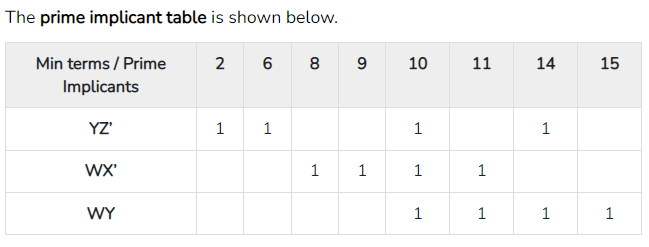 The prime implicant table is shown below.
Min terms / Prime Implicants 2 6 8 9 10 11 14 15
YZ’ 1 1 1 1
WX’ 1 1 1 1
WY 1 1 1 1